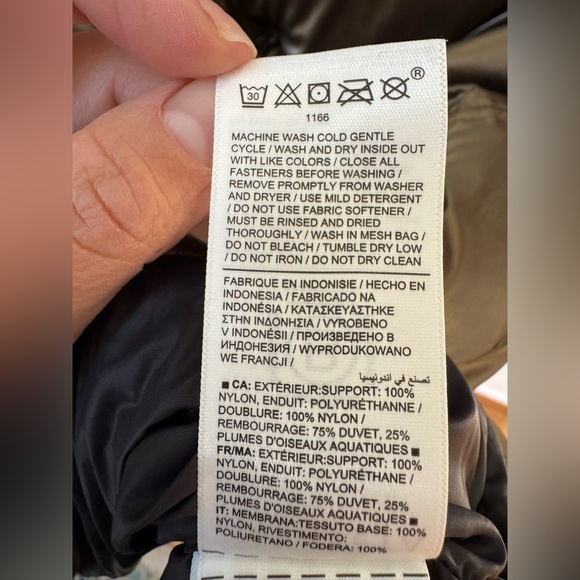 30 ®
1166
MACHINE WASH COLD GENTLE
CYCLE / WASH AND DRY INSIDE OUT
WITH LIKE COLORS / CLOSE ALL
FASTENERS BEFORE WASHING /
REMOVE PROMPTLY FROM WASHER
AND DRYER / USE MILD DETERGENT
/ DO NOT USE FABRIC SOFTENER /
MUST BE RINSED AND DRIED
THOROUGHLY / WASH IN MESH BAG /
DO NOT BLEACH / TUMBLE DRY LOW
/ DO NOT IRON / DO NOT DRY CLEAN
FABRIQUE EN INDONISIE / HECHO EN
INDONESIA / FABRICADO NA
INDONÉSIA / ΚΑΤΑΣΚΕΥΑΣΤΗΚΕ
ΣΤΗΝ ΙΝΔΟΝΗΣΙΑ / VYROBENO
V INDONÉSII / ПРОИЗВЕДЕНО В
ИНДОНЕЗИЯ / WYPRODUKOWANO
WE FRANCJI /
تصنع في أندونيسيا
■ CA: EXTÉRIEUR:SUPPORT: 100%
NYLON, ENDUIT: POLYURÉTHANNE /
DOUBLURE: 100% NYLON /
REMBOURRAGE: 75% DUVET, 25%
PLUMES D'OISEAUX AQUATIQUES ■
FR/MA: EXTÉRIEUR:SUPPORT: 100%
NYLON, ENDUIT: POLYURÉTHANE /
DOUBLURE: 100% NYLON /
REMBOURRAGE: 75% DUVET, 25%
PLUMES D'OISEAUX AQUATIQUES ■
IT: MEMBRANA:TESSUTO BASE: 100%
NYLON, RIVESTIMENTO:
POLIURETANO / FODERA: 100%